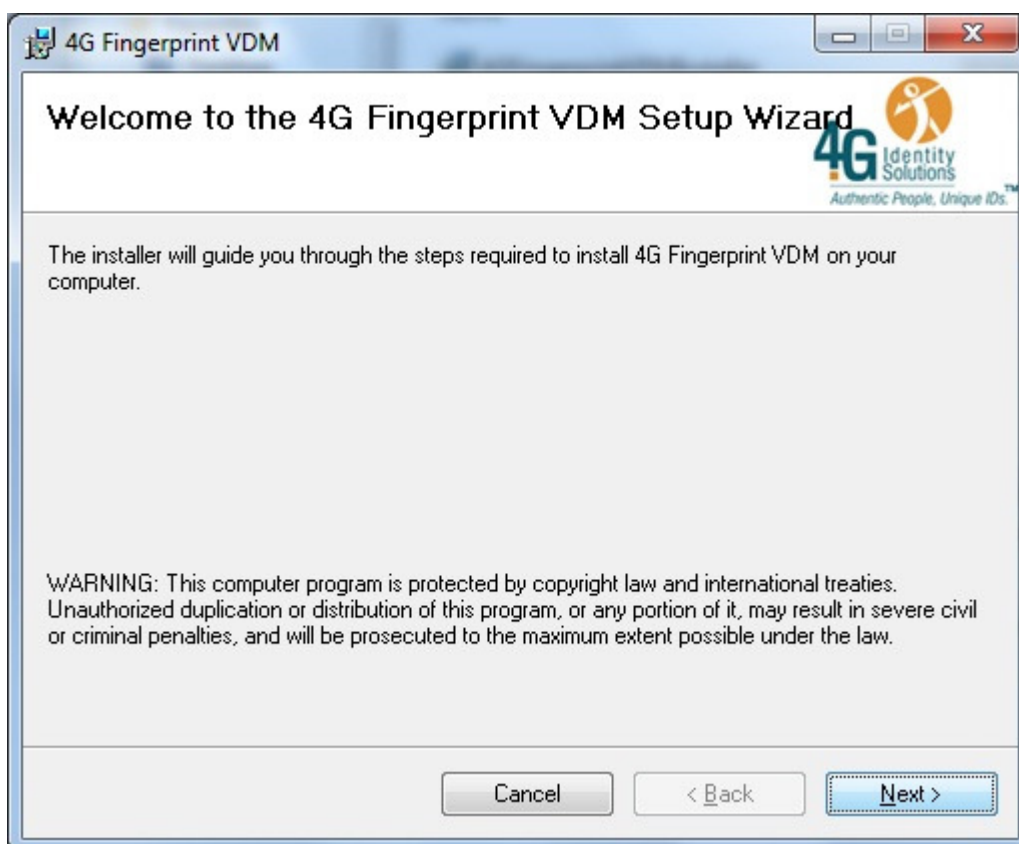 4G Fingerprint VDM
Welcome to the 4G Fingerprint VDM Setup Wizard
4G Identity
Solutions
Authentic People, Unique IDs.™
The installer will guide you through the steps required to install 4G Fingerprint VDM on your
computer.
WARNING: This computer program is protected by copyright law and international treaties.
Unauthorized duplication or distribution of this program, or any portion of it, may result in severe civil
or criminal penalties, and will be prosecuted to the maximum extent possible under the law.
Cancel < Back Next >